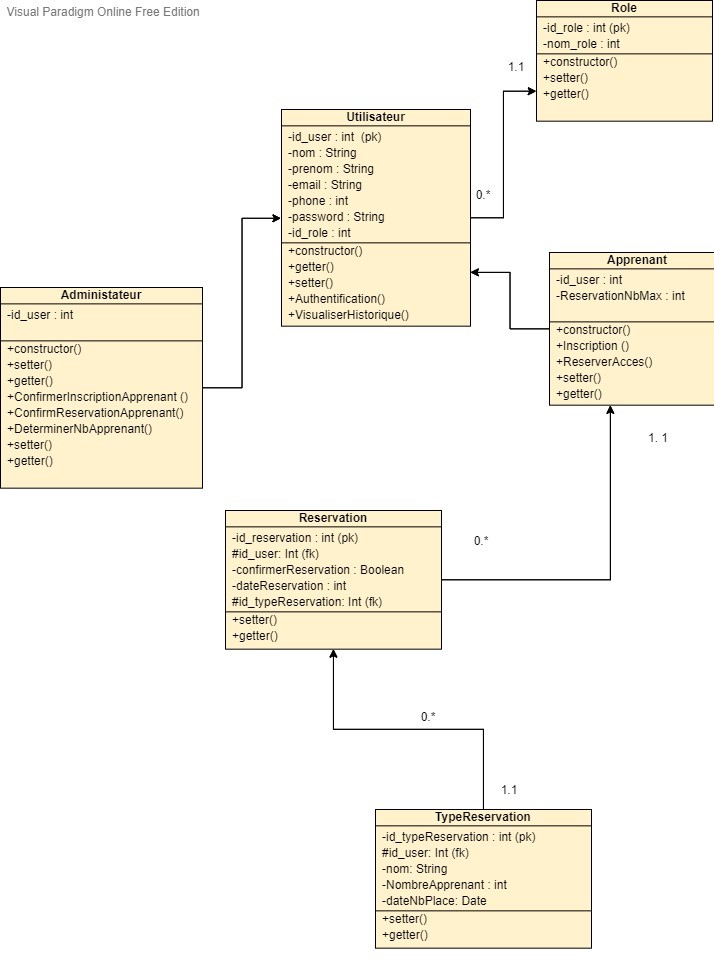 Visual Paradigm Online Free Edition
Role
-id_role : int (pk)
-nom_role : int
+constructor()
+setter()
+getter()
1.1
Utilisateur
-id_user : int  (pk)
-nom : String
-prenom : String
-email : String
-phone : int
-password : String
-id_role : int
+constructor()
+getter()
+setter()
+Authentification()
+VisualiserHistorique()
0.*
Apprenant
-id_user : int
-ReservationNbMax : int
+constructor()
+Inscription ()
+ReserverAcces()
+setter()
+getter()
Administateur
-id_user : int
+constructor()
+setter()
+getter()
+ConfirmerInscriptionApprenant ()
+ConfirmReservationApprenant()
+DeterminerNbApprenant()
+setter()
+getter()
1. 1
Reservation
-id_reservation : int (pk)
#id_user: Int (fk)
-confirmerReservation : Boolean
-dateReservation : int
#id_typeReservation: Int (fk)
+setter()
+getter()
0.*
0.*
1.1
TypeReservation
-id_typeReservation : int (pk)
#id_user: Int (fk)
-nom: String
-NombreApprenant : int
-dateNbPlace: Date
+setter()
+getter()